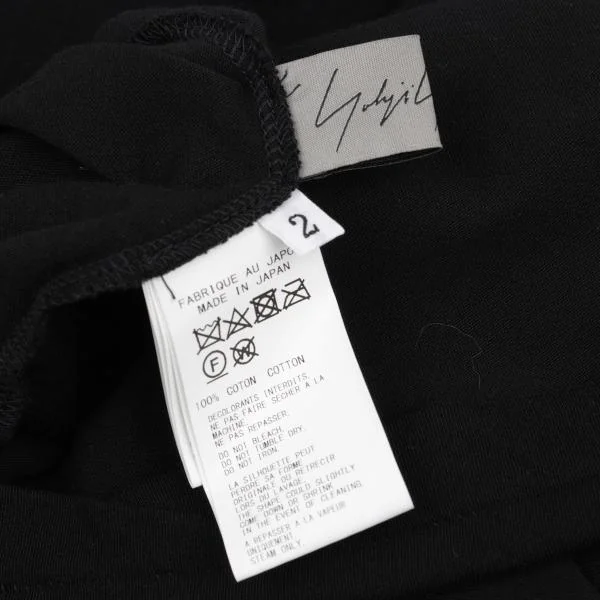 Yohji Y
2
FABRIQUE AU JAPO
MADE IN JAPAN
F
100% COTON COTTON
DECOLORANTS INTERDITS.
NE PAS FAIRE SECHER A LA
MACHINE.
NE PAS REPASSER.
DO NOT BLEACH.
DO NOT TUMBLE DRY.
DO NOT IRON.
LA SILHOUETTE PEUT
PERDRE SA FORME
ORIGINALE OU RETRECIR
LORS DU LAVAGE.
THE SHAPE COULD SLIGHTLY
COME DOWN OR SHRINK
IN THE EVENT OF CLEANING
A REPASSER A LA VAPEUR
UNIQUEMENT.
STEAM ONLY.